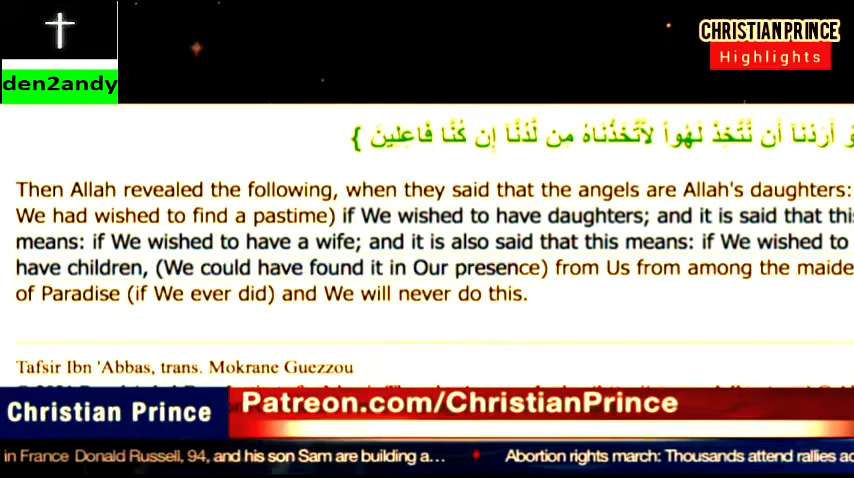 CHRISTIAN PRINCE
Highlights
den2andy
أَرَدْنَآ أَن نَّتَّخِذَ لَهْواً لاَّتَّخَذْنَاهُ مِن لَّدُنَّآ إِن كُنَّا فَاعِلِينَ }
Then Allah revealed the following, when they said that the angels are Allah's daughters:
We had wished to find a pastime) if We wished to have daughters; and it is said that this
means: if We wished to have a wife; and it is also said that this means: if We wished to
have children, (We could have found it in Our presence) from Us from among the maide
of Paradise (if We ever did) and We will never do this.
Tafsir Ibn 'Abbas, trans. Mokrane Guezzou
Christian Prince
Patreon.com/ChristianPrince
in France Donald Russell, 94, and his son Sam are building a... ♦ Abortion rights march: Thousands attend rallies ac